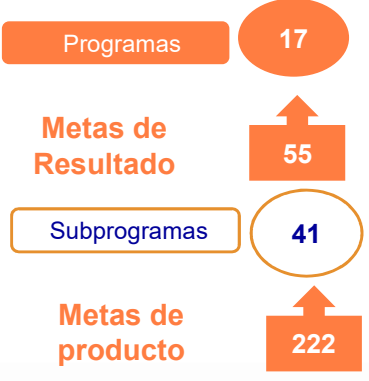 Programas 17
Metas de
Resultado 55
Subprogramas 41
Metas de
producto 222